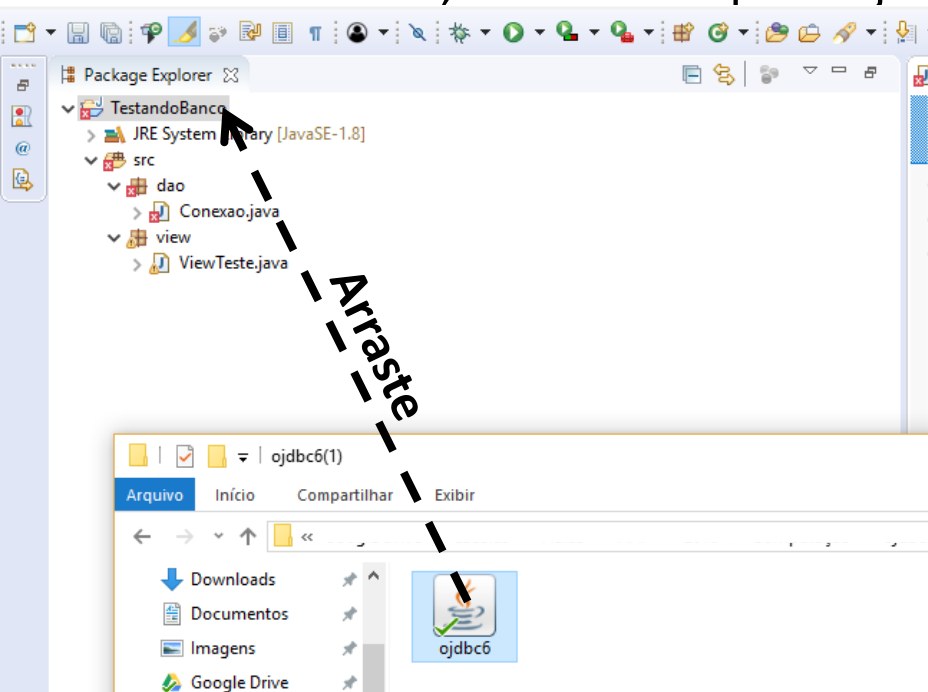 Package Explorer
TestandoBanco
JRE System Library [JavaSE-1.8]
src
dao
Conexao.java
view
ViewTeste.java
Arraste
ojdbc6(1)
Arquivo Início Compartilhar Exibir
«
Downloads
Documentos
Imagens
Google Drive
ojdbc6